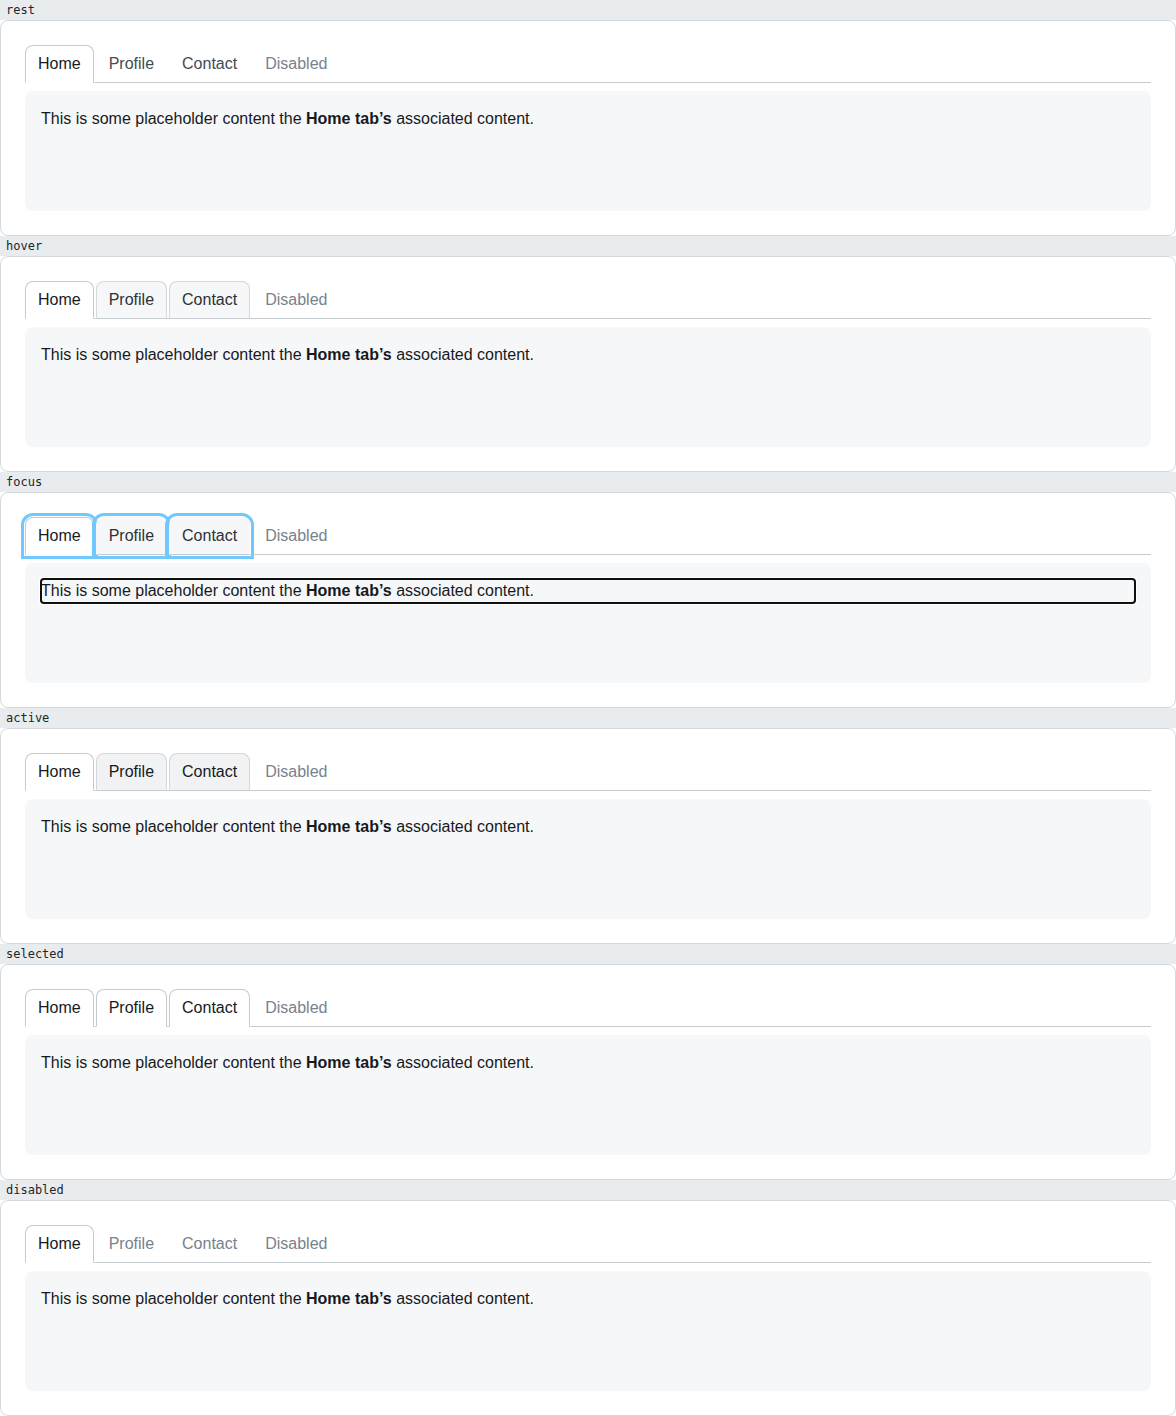 rest
Home Profile Contact Disabled
This is some placeholder content the Home tab’s associated content.
hover
Home Profile Contact Disabled
This is some placeholder content the Home tab’s associated content.
focus
Home Profile Contact Disabled
This is some placeholder content the Home tab’s associated content.
active
Home Profile Contact Disabled
This is some placeholder content the Home tab’s associated content.
selected
Home Profile Contact Disabled
This is some placeholder content the Home tab’s associated content.
disabled
Home Profile Contact Disabled
This is some placeholder content the Home tab’s associated content.